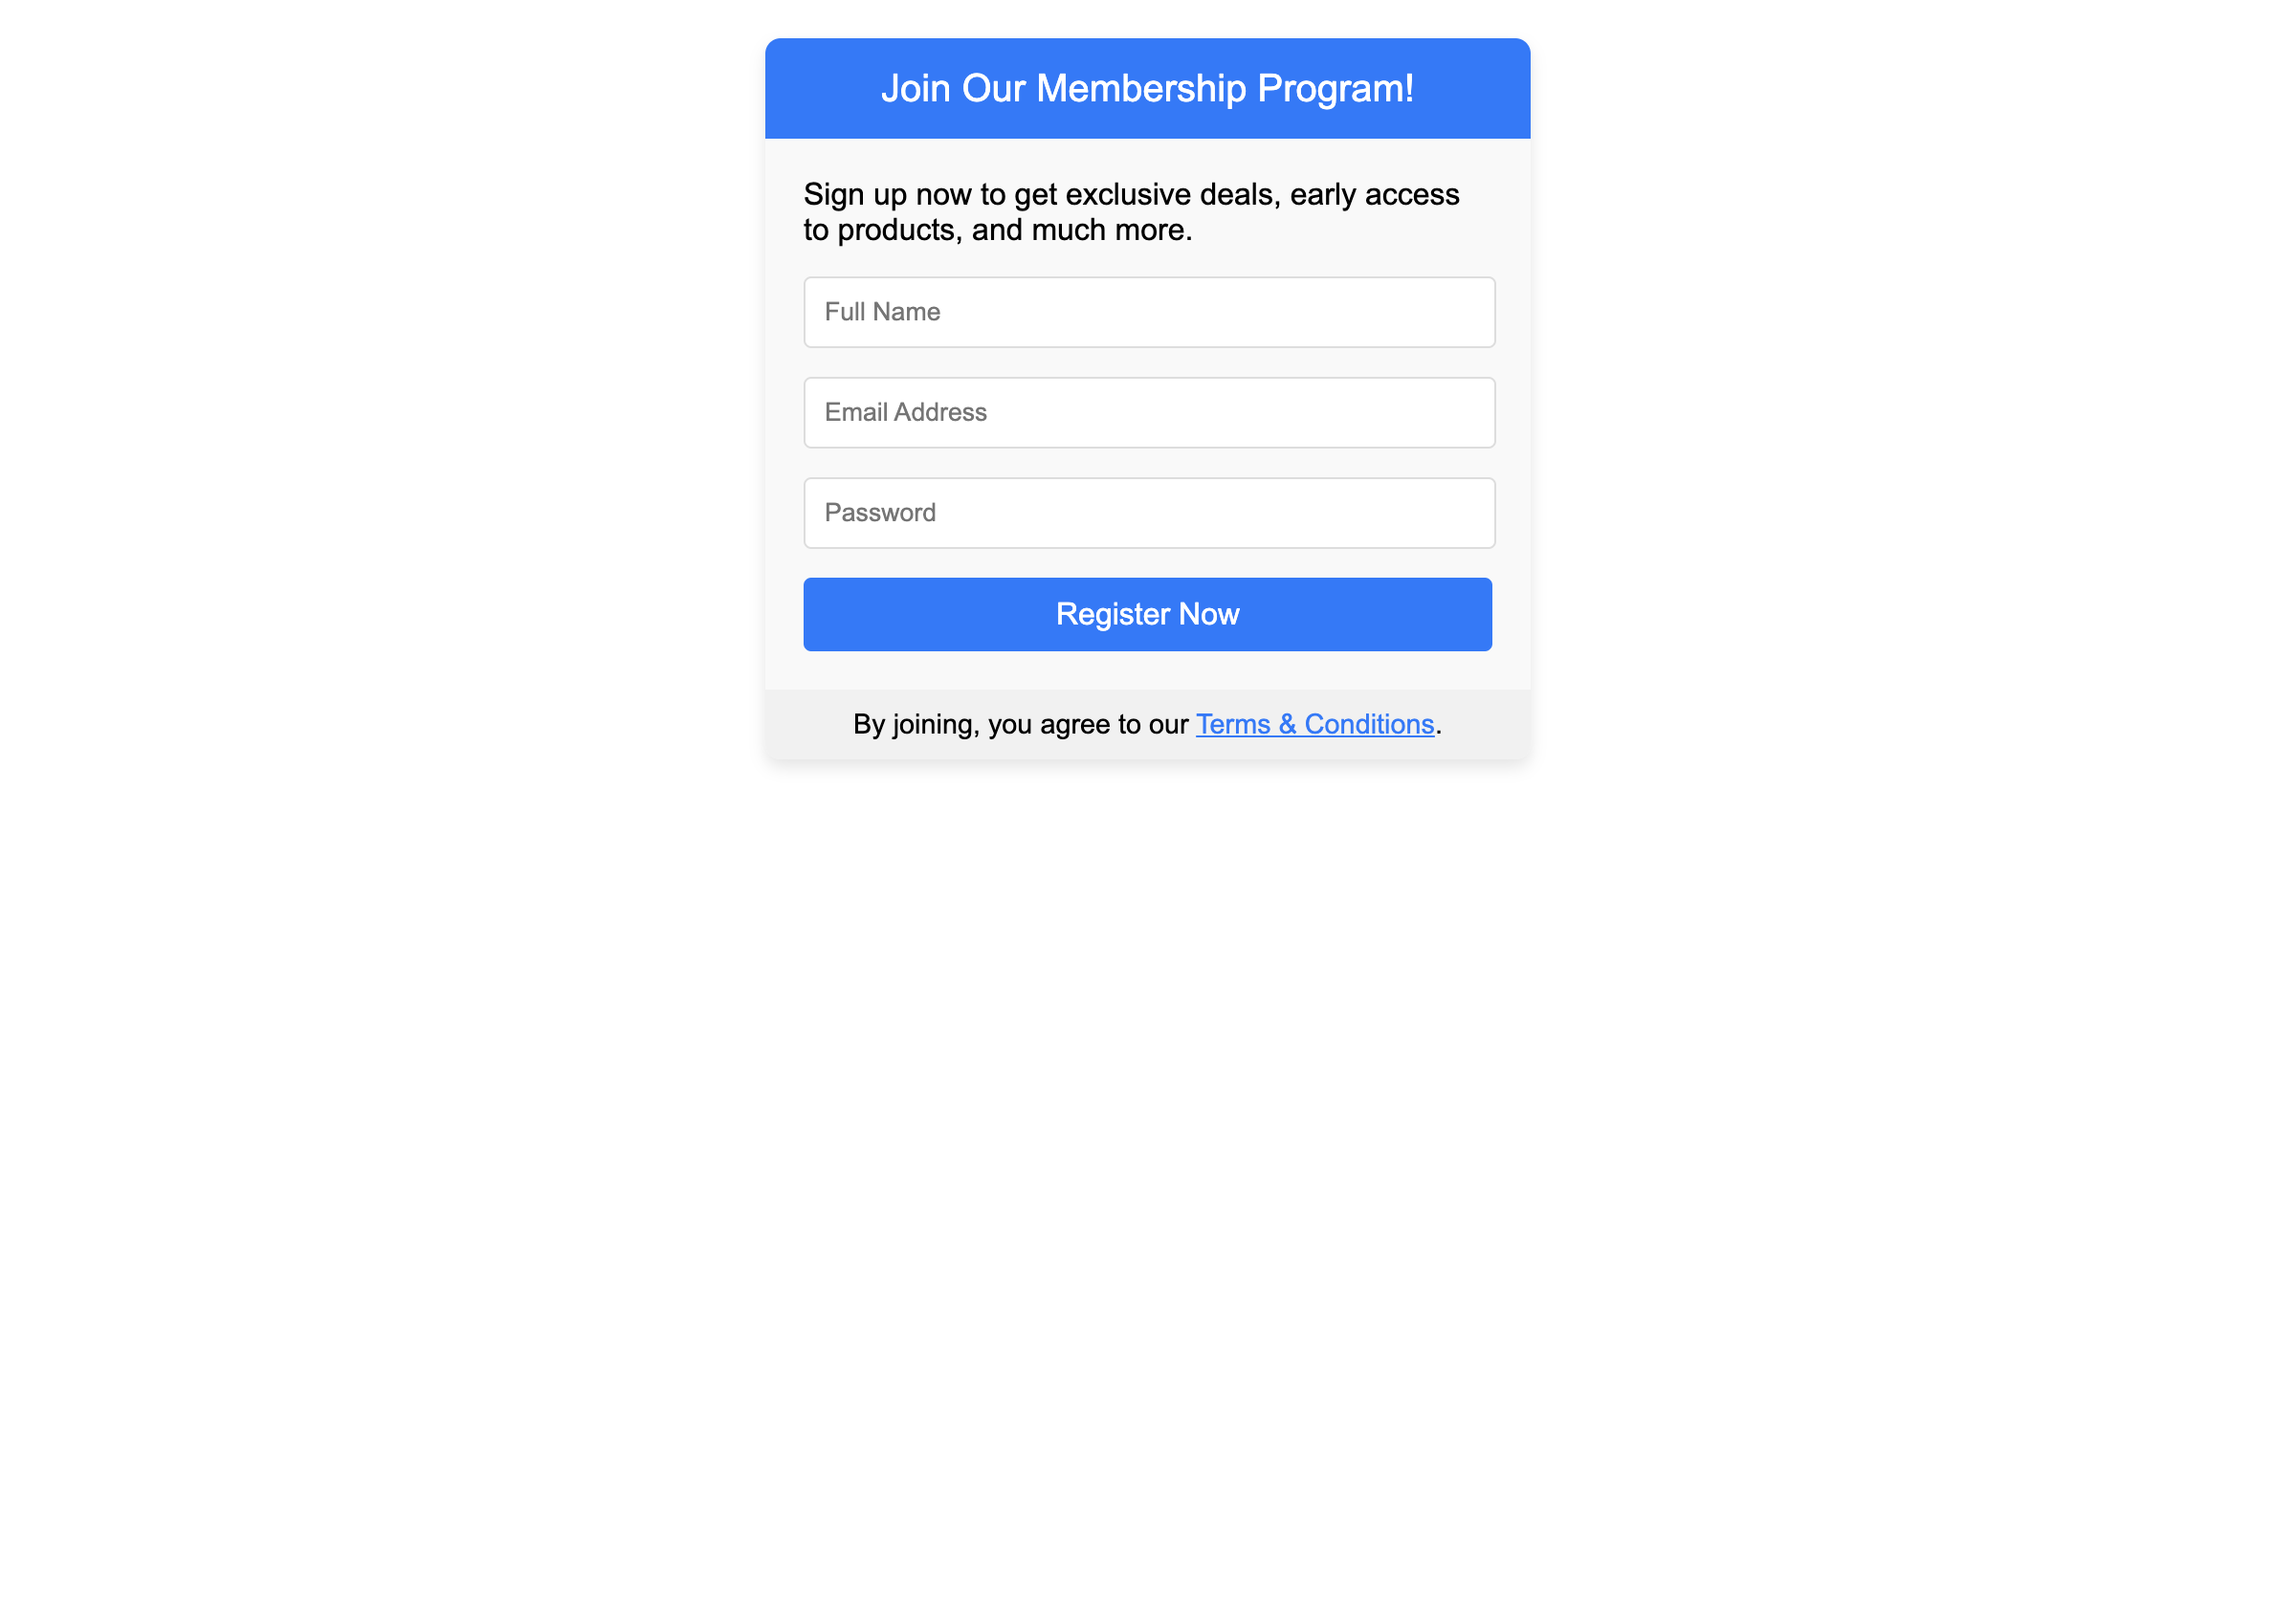 Join Our Membership Program!
Sign up now to get exclusive deals, early access
to products, and much more.
Full Name
Email Address
Password
Register Now
By joining, you agree to our Terms & Conditions.